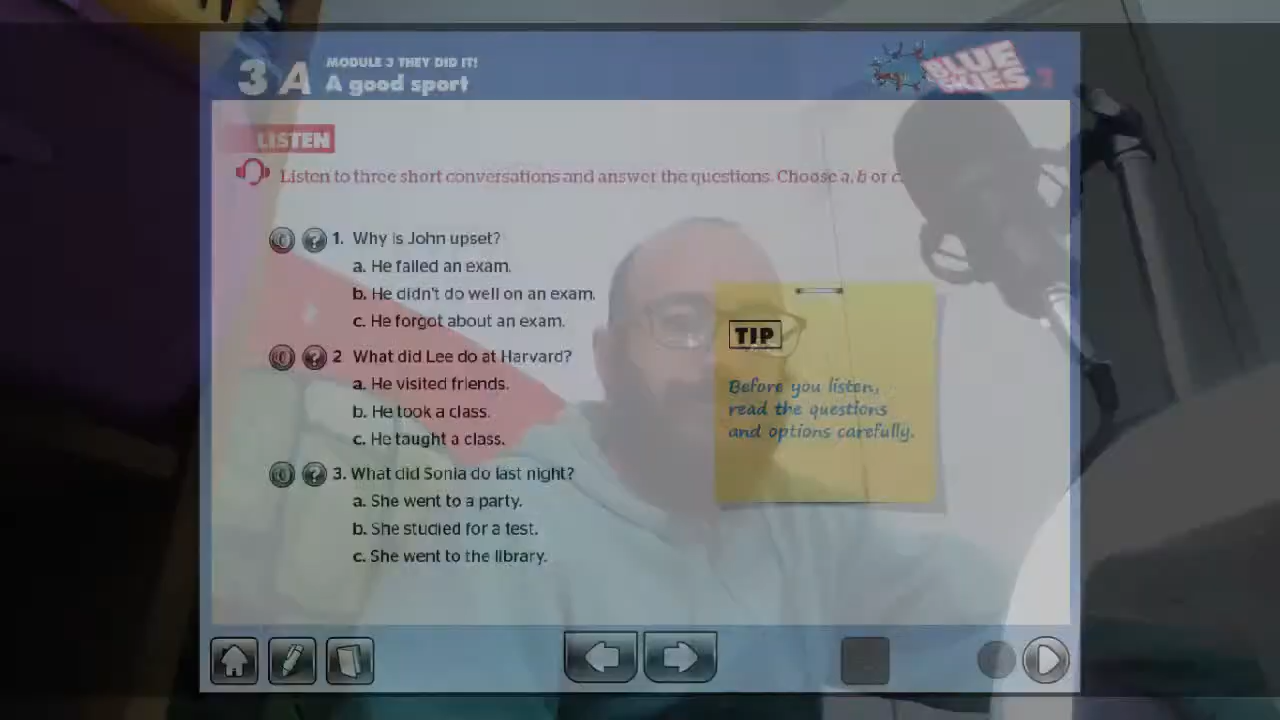 3 A
MODULE 3 THEY DID IT!
A good sport
BLUE
SKIES 3
LISTEN
Listen to three short conversations and answer the questions. Choose a, b or c.
1. Why is John upset?
a. He failed an exam.
b. He didn't do well on an exam.
c. He forgot about an exam.
2 What did Lee do at Harvard?
a. He visited friends.
b. He took a class.
c. He taught a class.
3. What did Sonia do last night?
a. She went to a party.
b. She studied for a test.
c. She went to the library.
TIP
Before you listen,
read the questions
and options carefully.